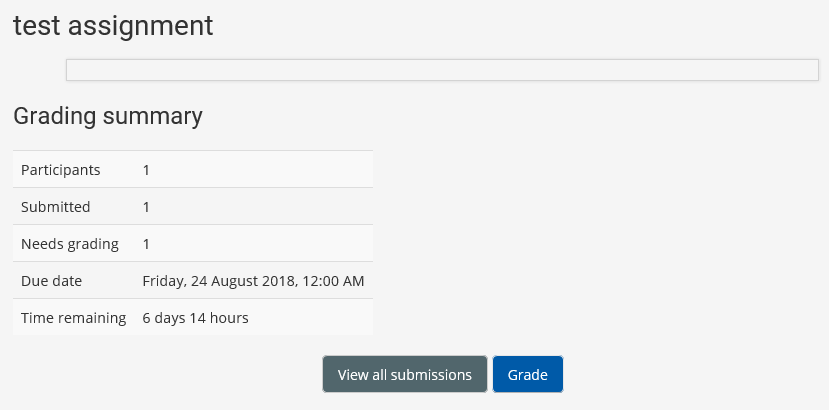 test assignment
Grading summary
Participants 1
Submitted 1
Needs grading 1
Due date Friday, 24 August 2018, 12:00 AM
Time remaining 6 days 14 hours
View all submissions Grade